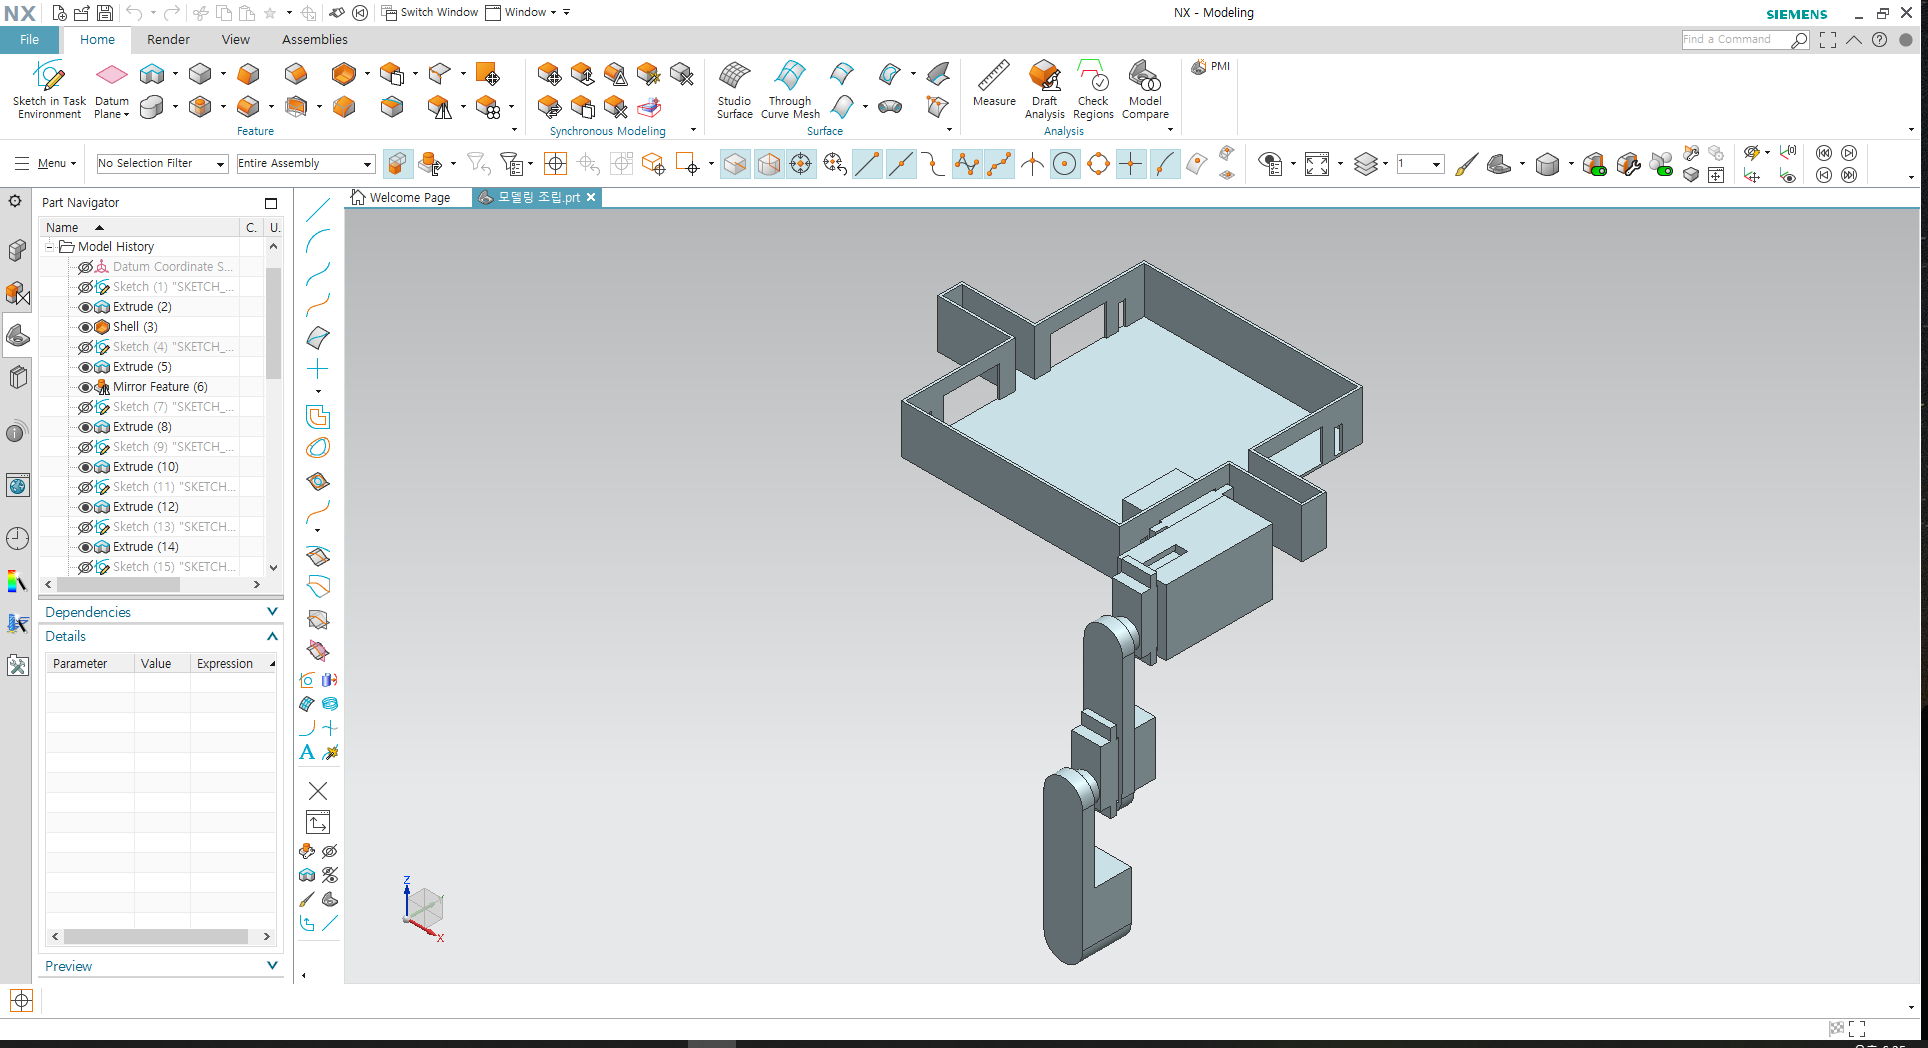 NX
Switch Window
Window
NX - Modeling
SIEMENS
File
Home
Render
View
Assemblies
Find a Command
Sketch in Task
Environment
Datum
Plane
Feature
Synchronous Modeling
Studio
Surface
Through
Curve Mesh
Surface
Measure
Draft
Analysis
Check
Regions
Model
Compare
Analysis
PMI
Menu
No Selection Filter
Entire Assembly
1
Part Navigator
Welcome Page
모델링 조립.prt
Name
C.
U.
Model History
Datum Coordinate S...
Sketch (1) "SKETCH_...
Extrude (2)
Shell (3)
Sketch (4) "SKETCH_...
Extrude (5)
Mirror Feature (6)
Sketch (7) "SKETCH_...
Extrude (8)
Sketch (9) "SKETCH_...
Extrude (10)
Sketch (11) "SKETCH...
Extrude (12)
Sketch (13) "SKETCH...
Extrude (14)
Sketch (15) "SKETCH...
Dependencies
Details
Parameter
Value
Expression
Preview
Z
X